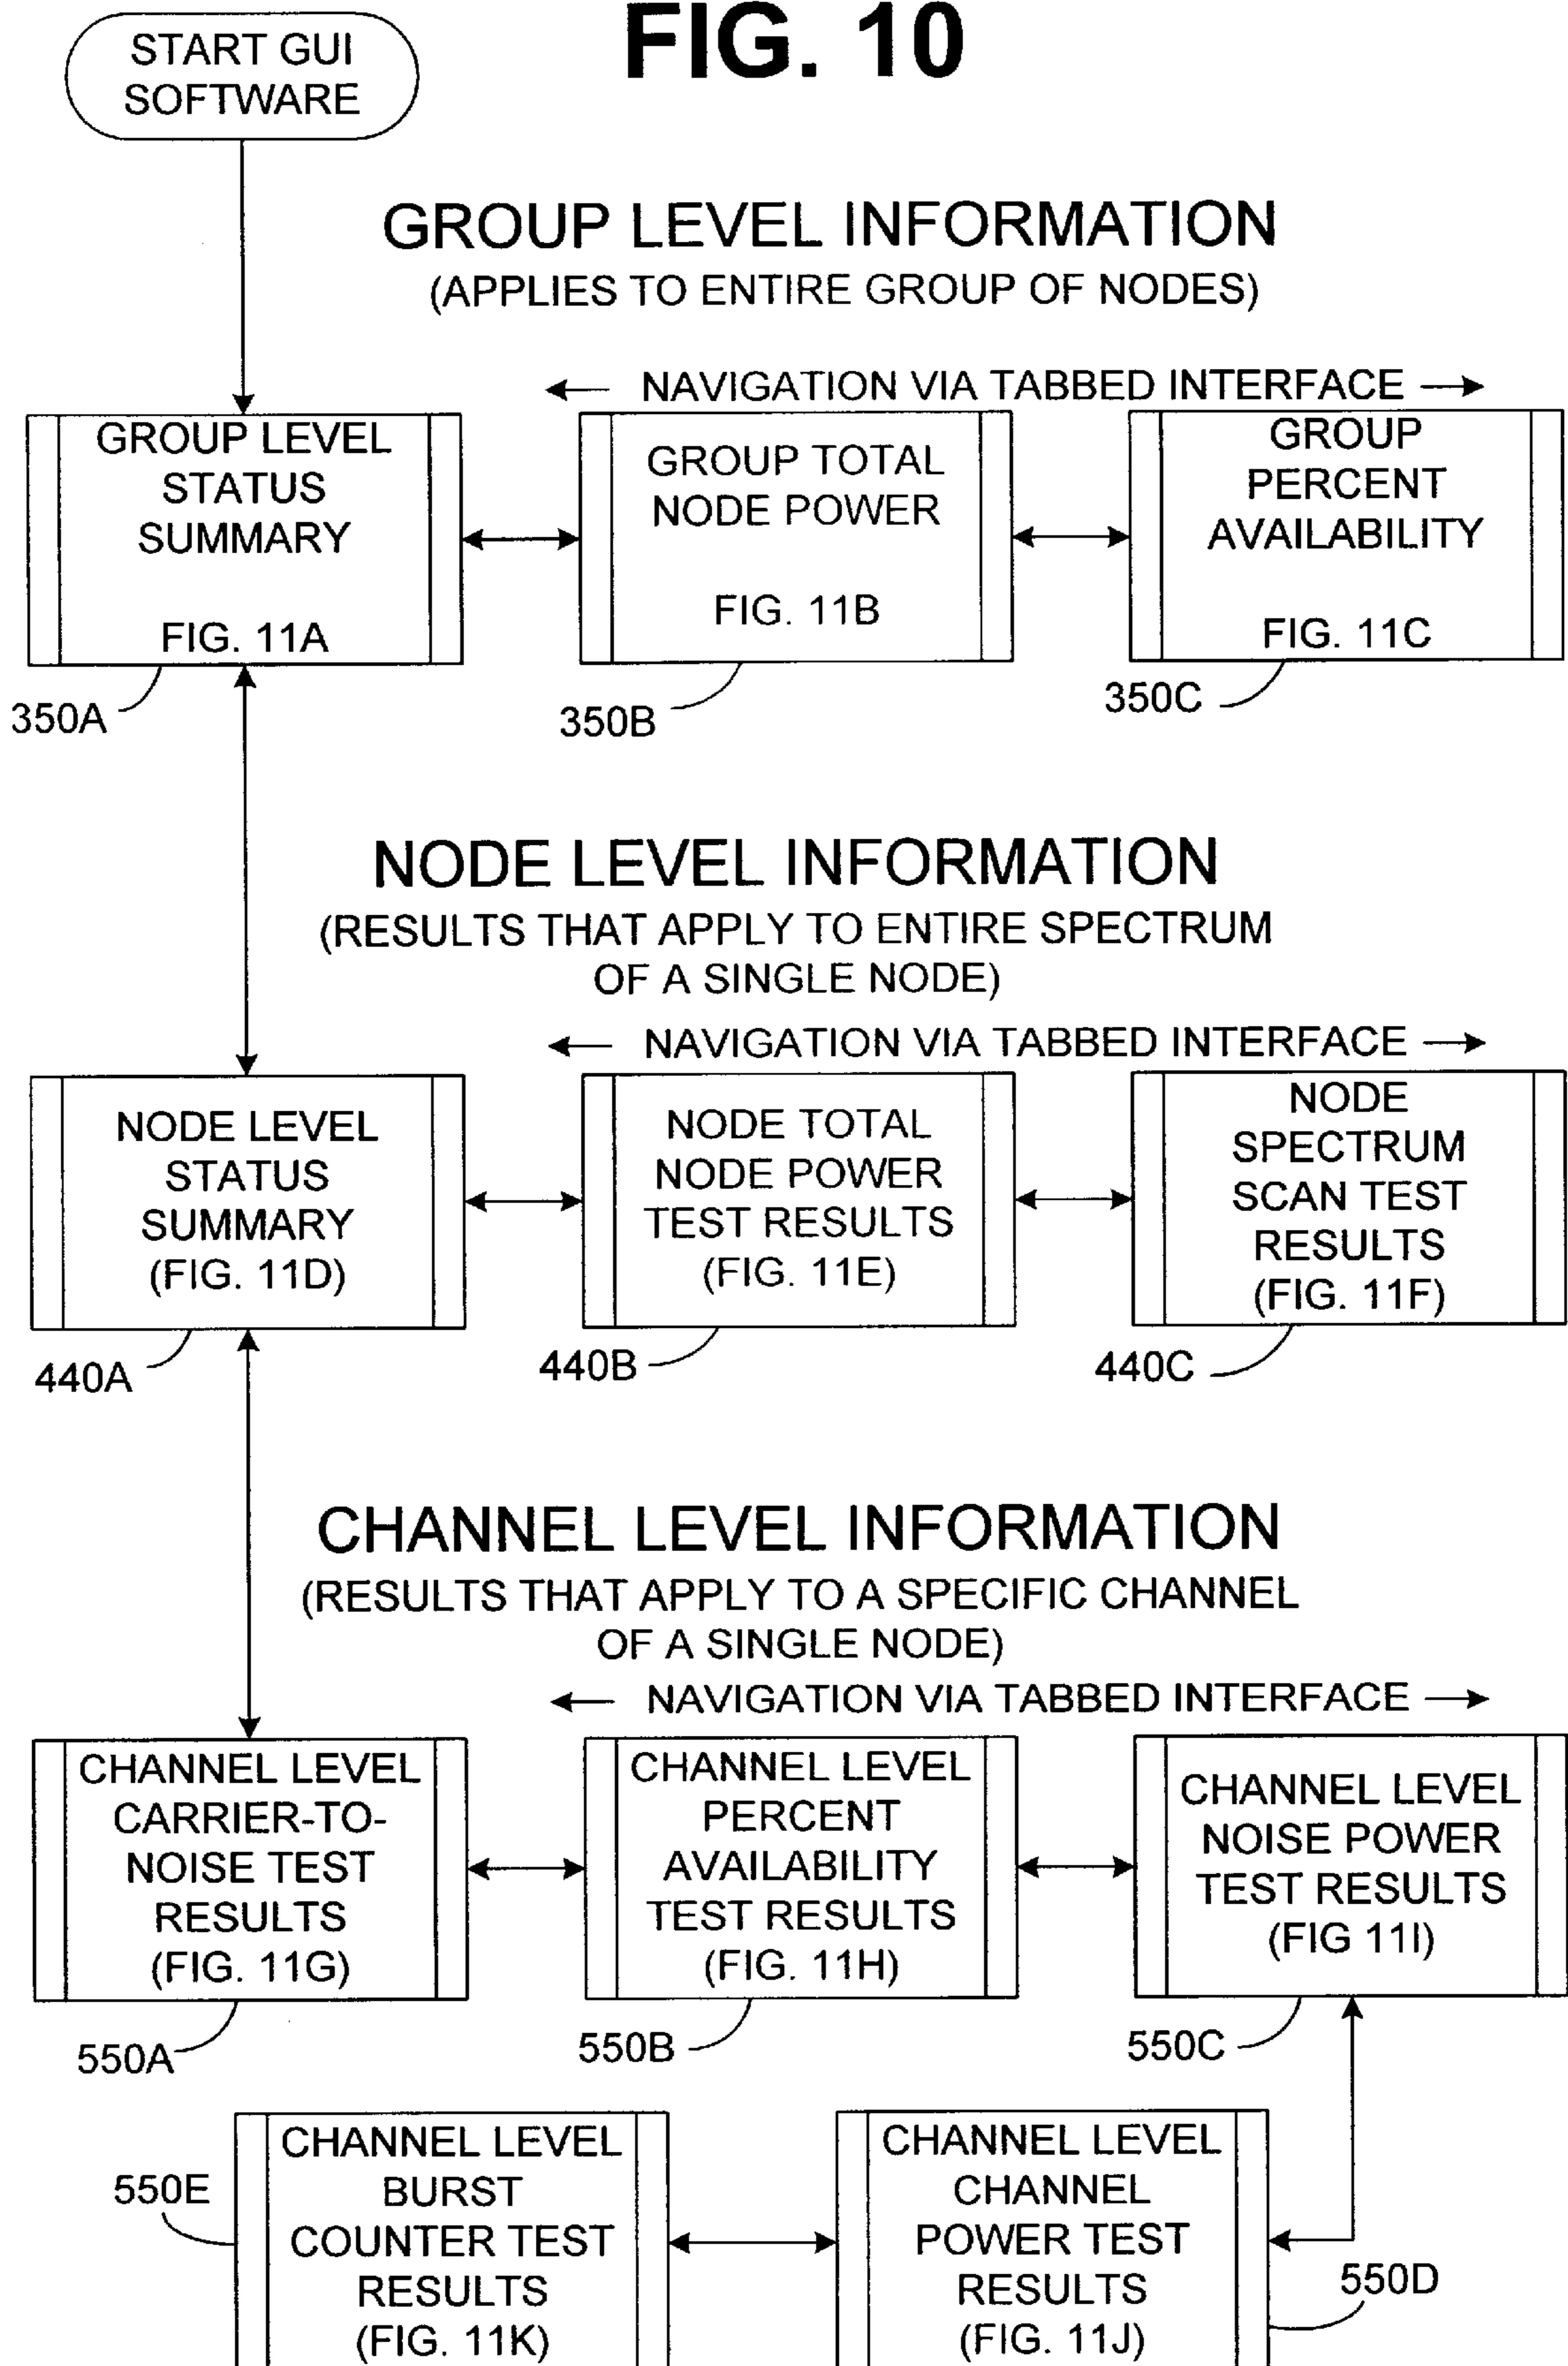 FIG. 10
START GUI
SOFTWARE
GROUP LEVEL INFORMATION
(APPLIES TO ENTIRE GROUP OF NODES)
NAVIGATION VIA TABBED INTERFACE
GROUP LEVEL
STATUS
SUMMARY
FIG. 11A
350A
GROUP TOTAL
NODE POWER
FIG. 11B
350B
GROUP
PERCENT
AVAILABILITY
FIG. 11C
350C
NODE LEVEL INFORMATION
(RESULTS THAT APPLY TO ENTIRE SPECTRUM
OF A SINGLE NODE)
NAVIGATION VIA TABBED INTERFACE
NODE LEVEL
STATUS
SUMMARY
(FIG. 11D)
440A
NODE TOTAL
NODE POWER
TEST RESULTS
(FIG. 11E)
440B
NODE
SPECTRUM
SCAN TEST
RESULTS
(FIG. 11F)
440C
CHANNEL LEVEL INFORMATION
(RESULTS THAT APPLY TO A SPECIFIC CHANNEL
OF A SINGLE NODE)
NAVIGATION VIA TABBED INTERFACE
CHANNEL LEVEL
CARRIER-TO-
NOISE TEST
RESULTS
(FIG. 11G)
550A
CHANNEL LEVEL
PERCENT
AVAILABILITY
TEST RESULTS
(FIG. 11H)
550B
CHANNEL LEVEL
NOISE POWER
TEST RESULTS
(FIG 11I)
550C
550E
CHANNEL LEVEL
BURST
COUNTER TEST
RESULTS
(FIG. 11K)
CHANNEL LEVEL
CHANNEL
POWER TEST
RESULTS
(FIG. 11J)
550D